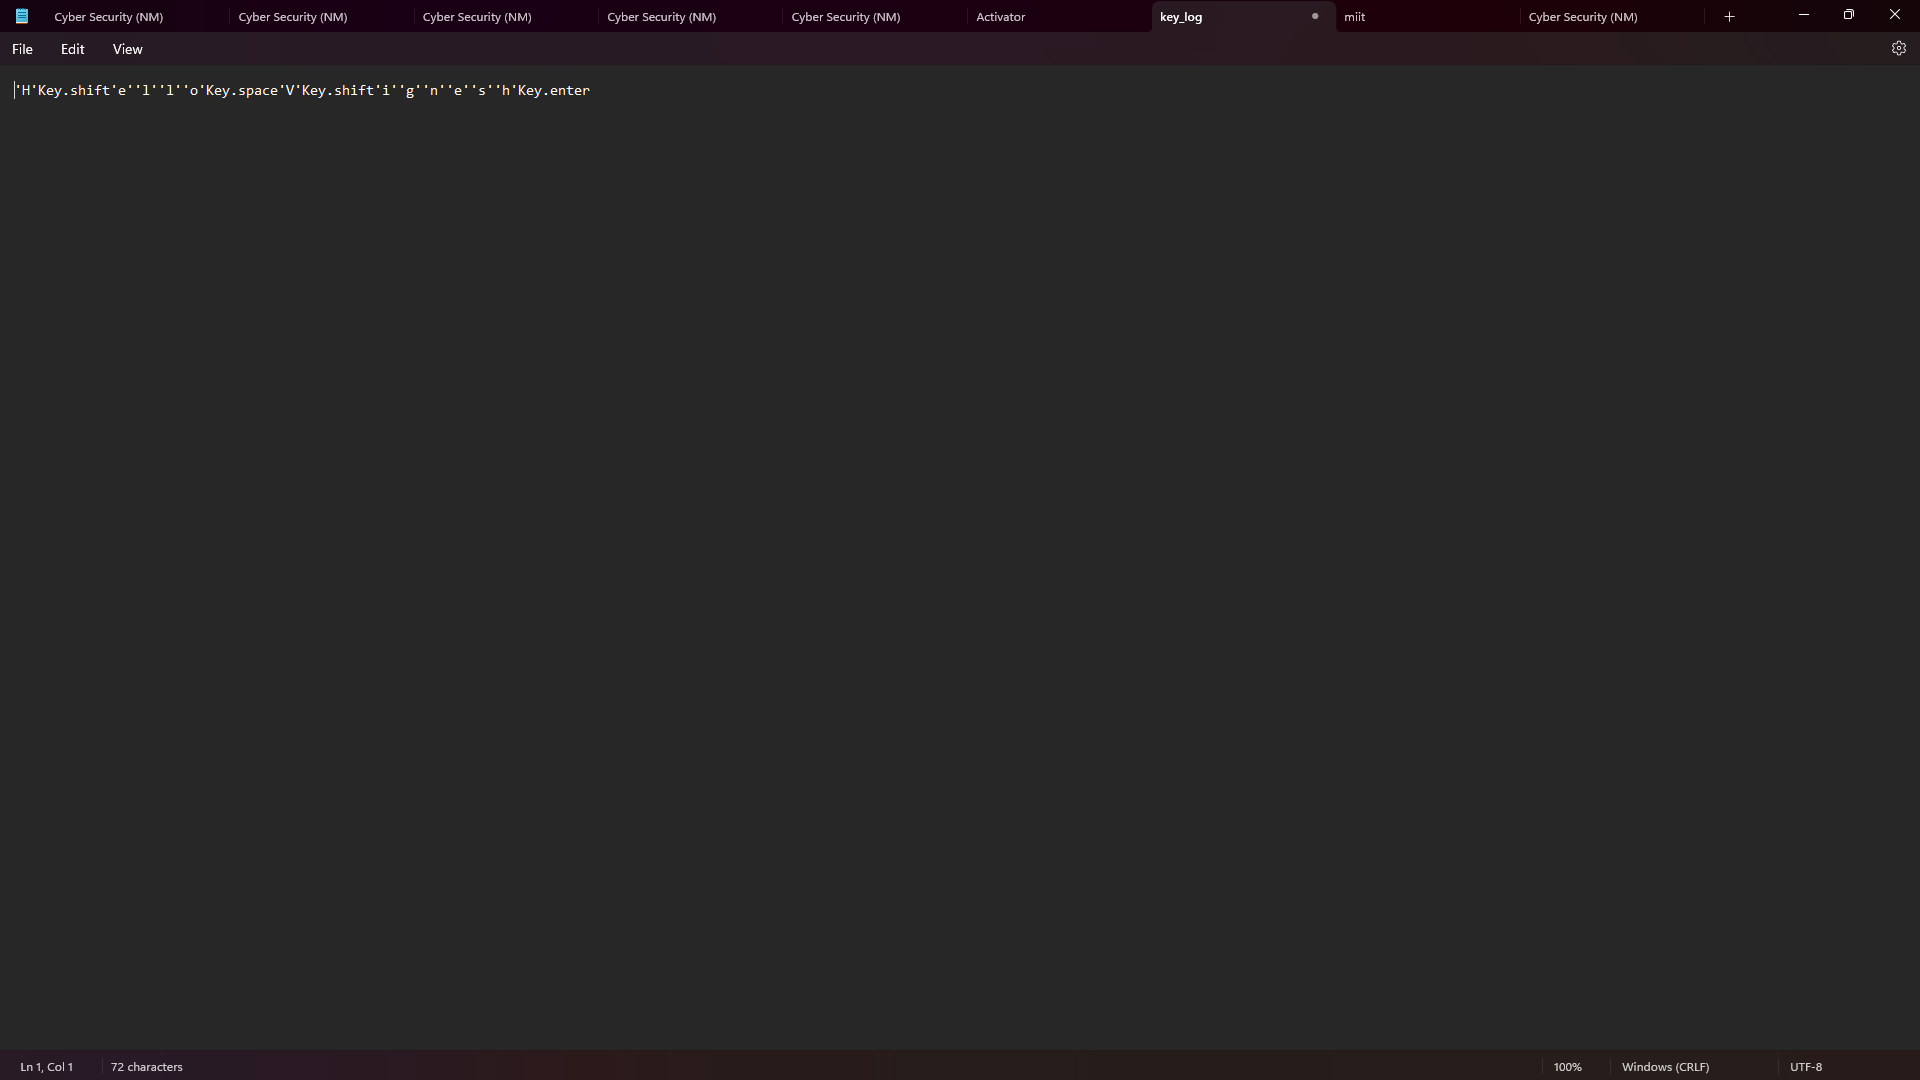 Cyber Security (NM) Cyber Security (NM) Cyber Security (NM) Cyber Security (NM) Cyber Security (NM) Activator key_log miit Cyber Security (NM)
File Edit View
'H'Key.shift'e''l''l''o'Key.space'V'Key.shift'i''g''n''e''s''h'Key.enter
Ln 1, Col 1 72 characters 100% Windows (CRLF) UTF-8